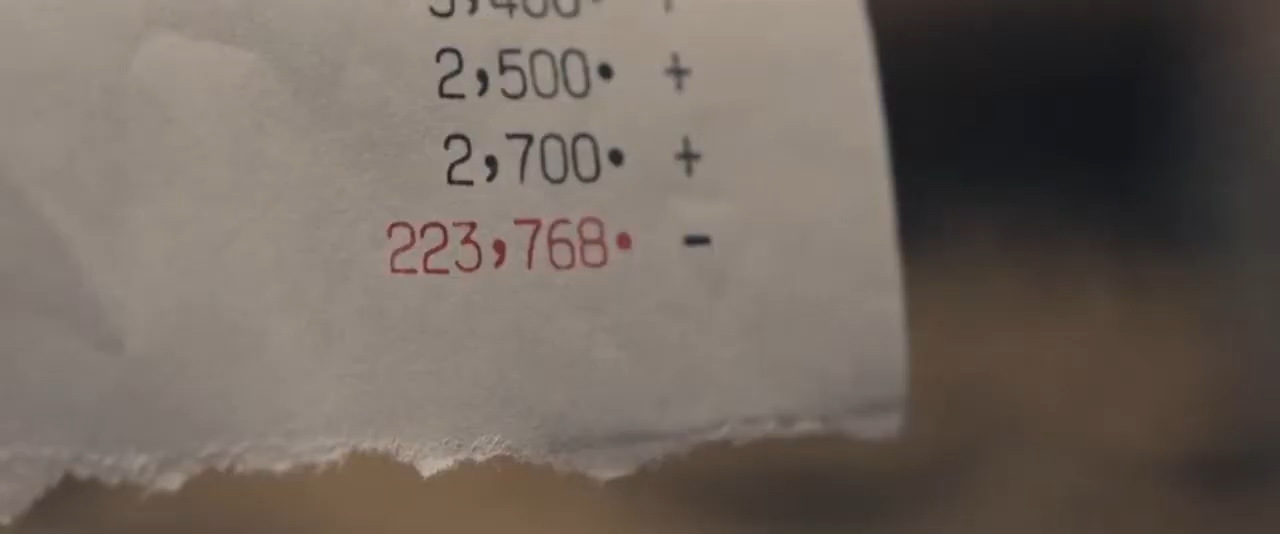 2,500• +
2,700• +
223,768• -